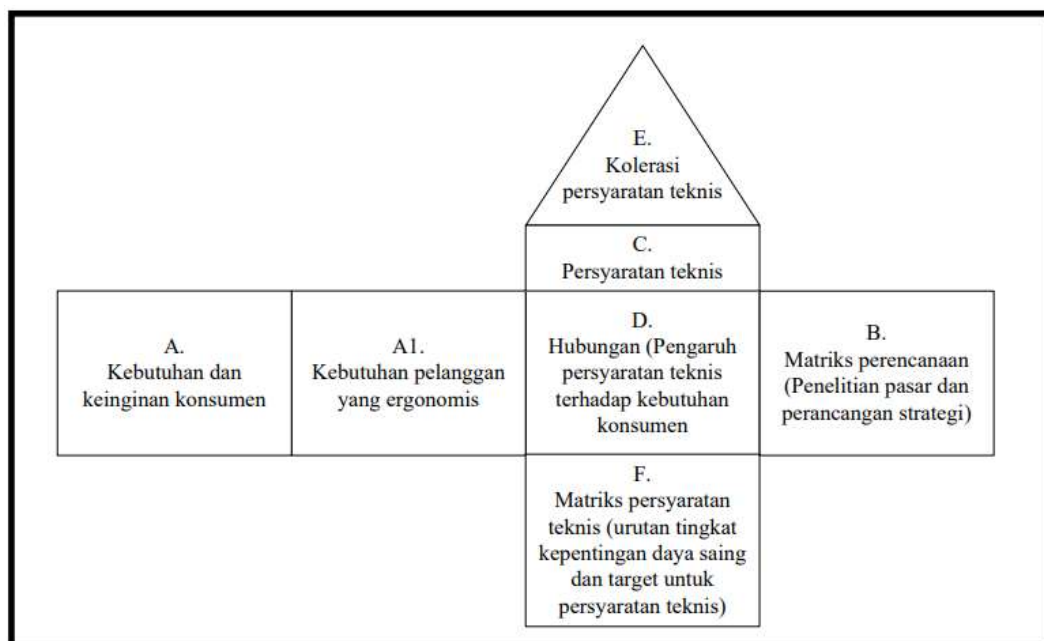 E.
Kolerasi
persyaratan teknis
C.
Persyaratan teknis
A.
Kebutuhan dan
keinginan konsumen
A1.
Kebutuhan pelanggan
yang ergonomis
D.
Hubungan (Pengaruh
persyaratan teknis
terhadap kebutuhan
konsumen
B.
Matriks perencanaan
(Penelitian pasar dan
perancangan strategi)
F.
Matriks persyaratan
teknis (urutan tingkat
kepentingan daya saing
dan target untuk
persyaratan teknis)